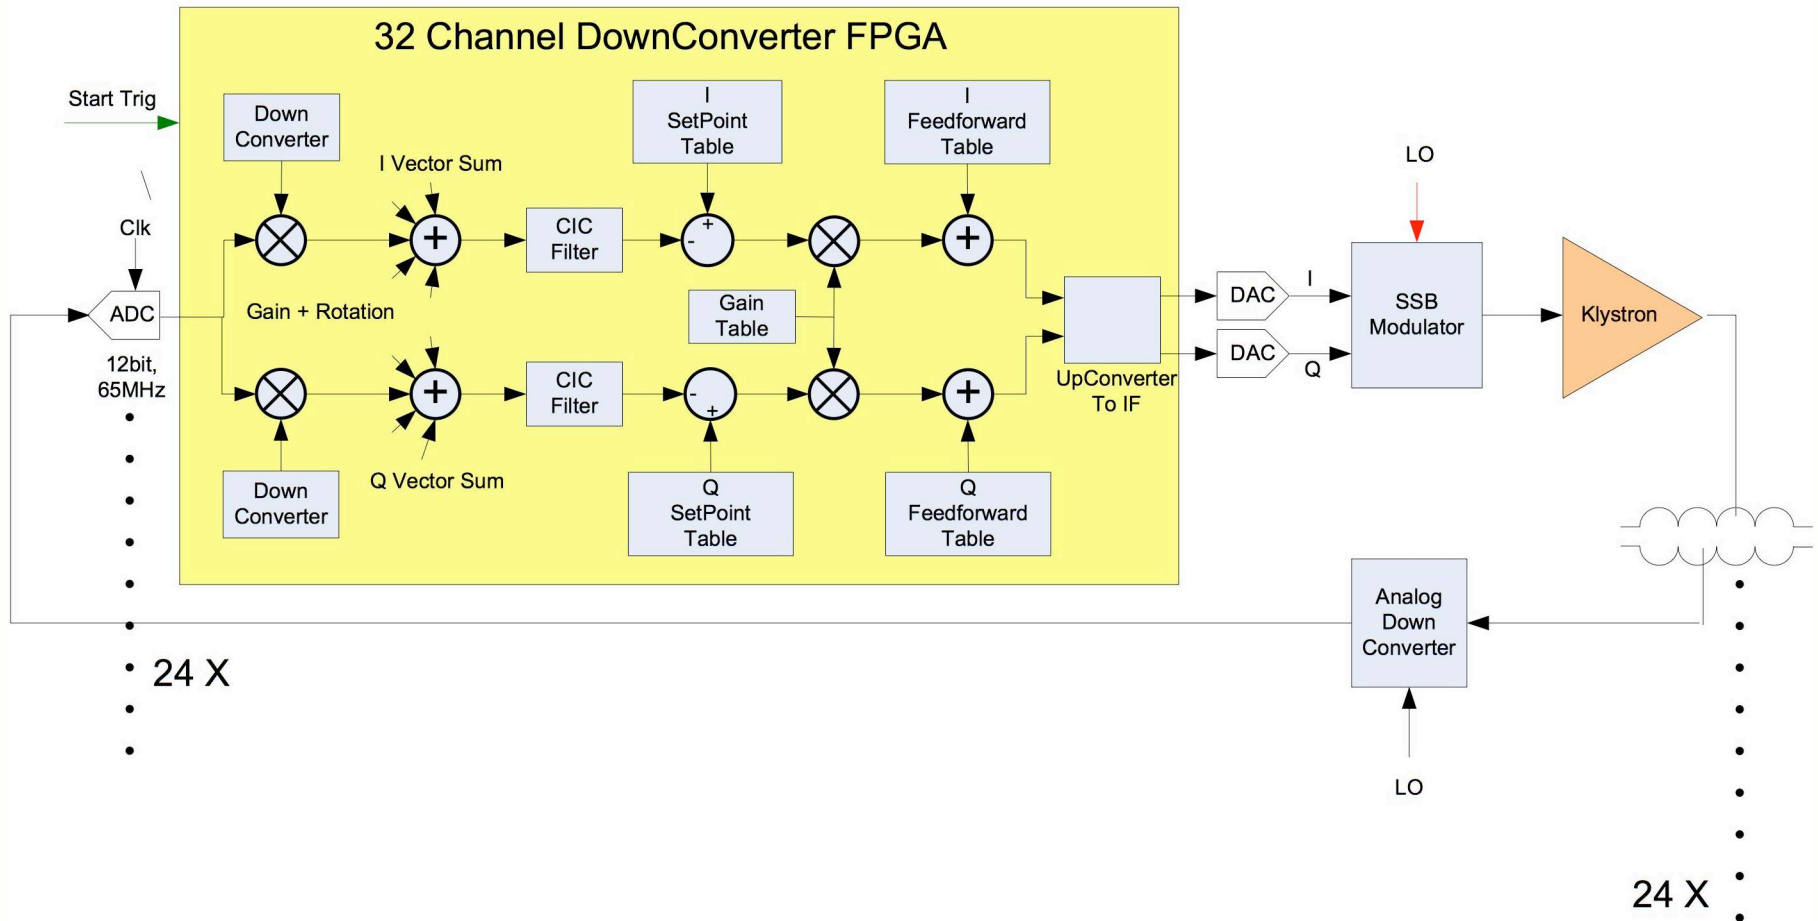 32 Channel DownConverter FPGA
Start Trig
Down
Converter
I
SetPoint
Table
I
Feedforward
Table
I Vector Sum
LO
Clk
CIC
Filter
+
-
+
+
ADC
Gain + Rotation
Gain
Table
DAC
I
SSB
Modulator
Klystron
12bit,
65MHz
DAC
Q
UpConverter
To IF
+
CIC
Filter
-
+
+
Q Vector Sum
Down
Converter
Q
SetPoint
Table
Q
Feedforward
Table
Analog
Down
Converter
24 X
LO
24 X